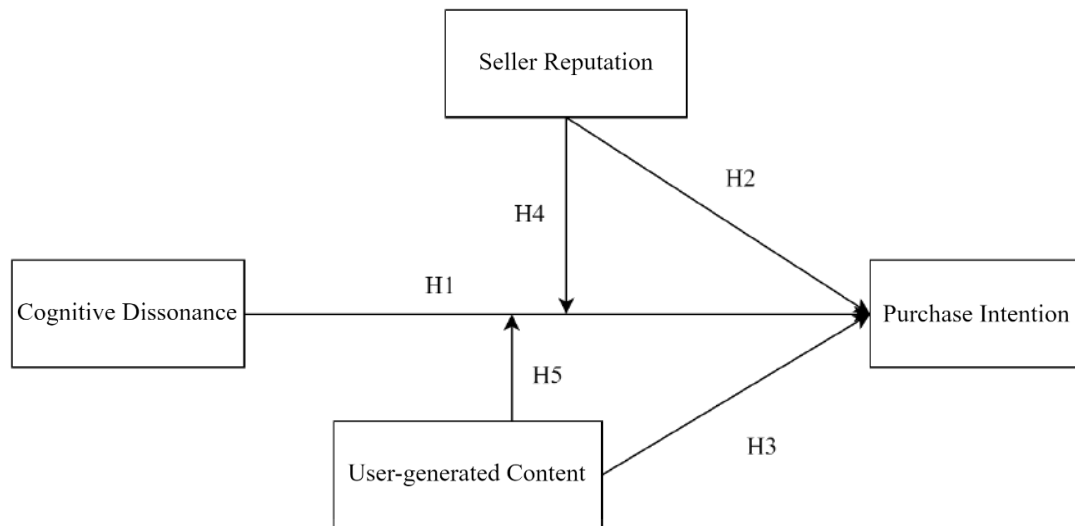 Seller Reputation
H2
H4
H1
Cognitive Dissonance
Purchase Intention
H5
H3
User-generated Content